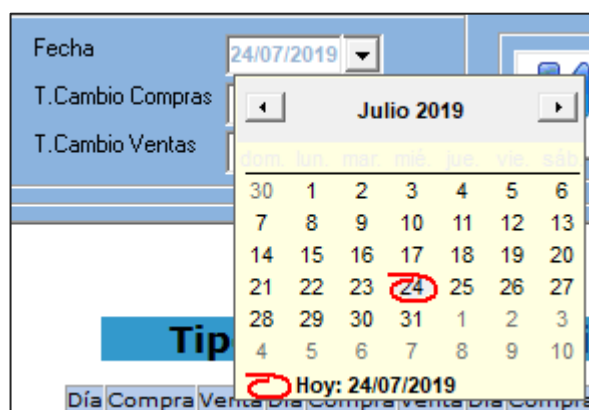 Fecha 24/07/2019
T.Cambio Compras
T.Cambio Ventas
Julio 2019
dom. lun. mar. mié. jue. vie. sáb
30 1 2 3 4 5 6
7 8 9 10 11 12 13
14 15 16 17 18 19 20
21 22 23 24 25 26 27
28 29 30 31 1 2 3
4 5 6 7 8 9 10
Hoy: 24/07/2019
Tip
Día Compra Venta Día Compra Venta Día Compra